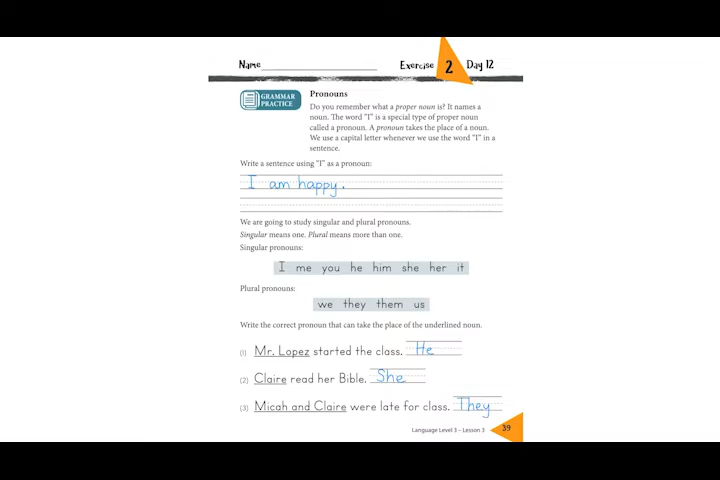 Name
Exercise 2 Day 12
GRAMMAR PRACTICE
Pronouns
Do you remember what a proper noun is? It names a
noun. The word "I" is a special type of proper noun
called a pronoun. A pronoun takes the place of a noun.
We use a capital letter whenever we use the word "I" in a
sentence.
Write a sentence using "I" as a pronoun:
I am happy.
We are going to study singular and plural pronouns.
Singular means one. Plural means more than one.
Singular pronouns:
I me you he him she her it
Plural pronouns:
we they them us
Write the correct pronoun that can take the place of the underlined noun.
(1) Mr. Lopez started the class. He
(2) Claire read her Bible. She
(3) Micah and Claire were late for class. They
Language Level 3 – Lesson 3 39